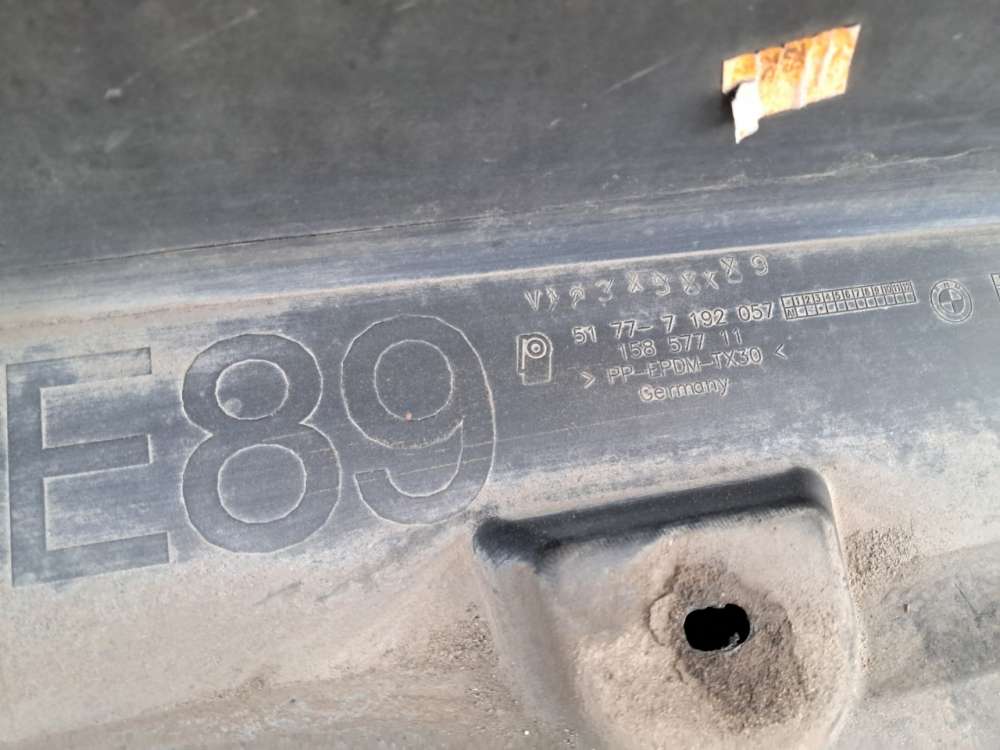 E89
51 77-7 192 057
158 577 11
> PP-EPDM-TX30 <
Germany